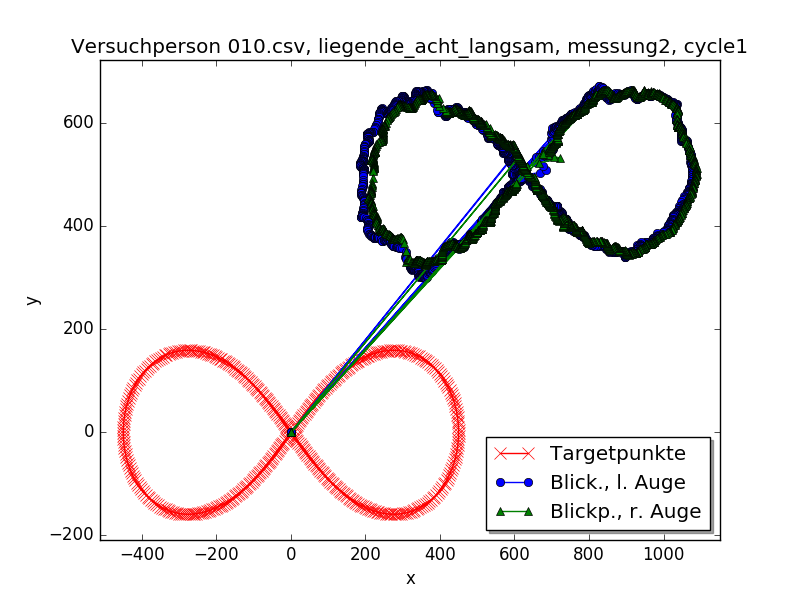 Versuchperson 010.csv, liegende_acht_langsam, messung2, cycle1
y
600
400
200
0
−200
−400
−200
0
200
400
600
800
1000
x
Targetpunkte
Blick., l. Auge
Blickp., r. Auge